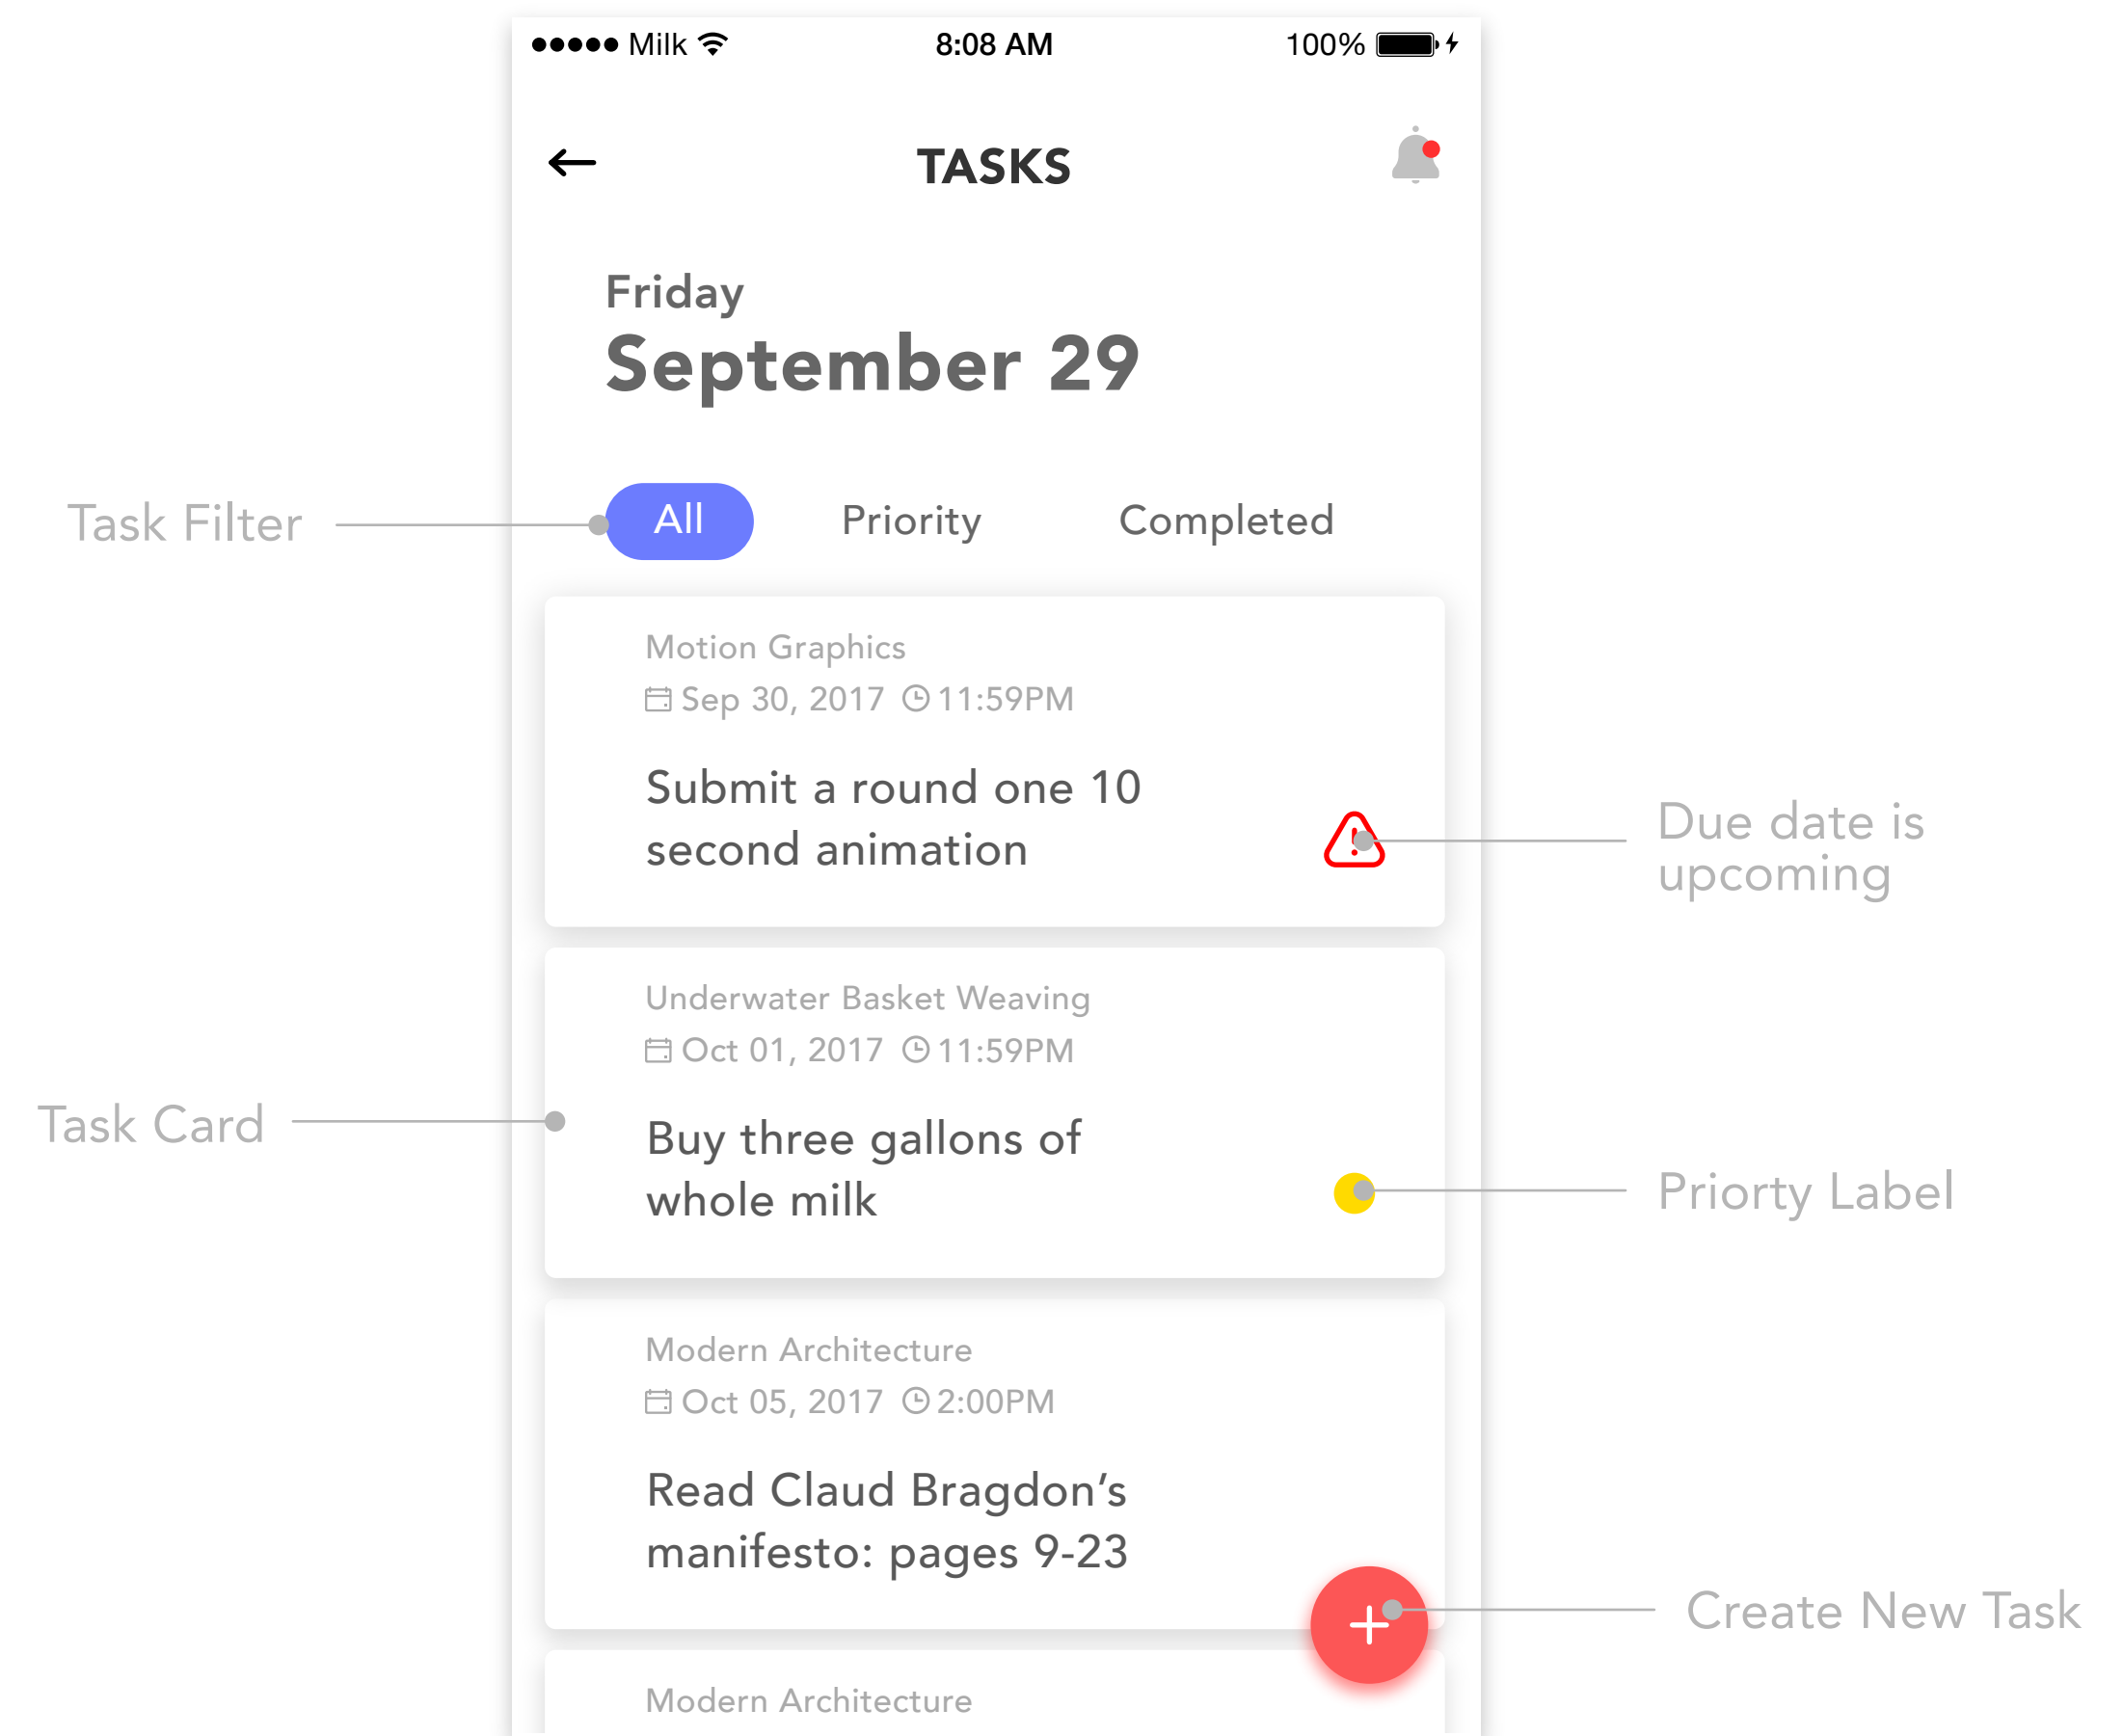 Milk 8:08 AM 100%
TASKS
Friday
September 29
Task Filter
All Priority Completed
Motion Graphics
Sep 30, 2017 11:59PM
Submit a round one 10
second animation
Due date is
upcoming
Underwater Basket Weaving
Oct 01, 2017 11:59PM
Task Card
Buy three gallons of
whole milk
Priorty Label
Modern Architecture
Oct 05, 2017 2:00PM
Read Claud Bragdon’s
manifesto: pages 9-23
Create New Task
Modern Architecture